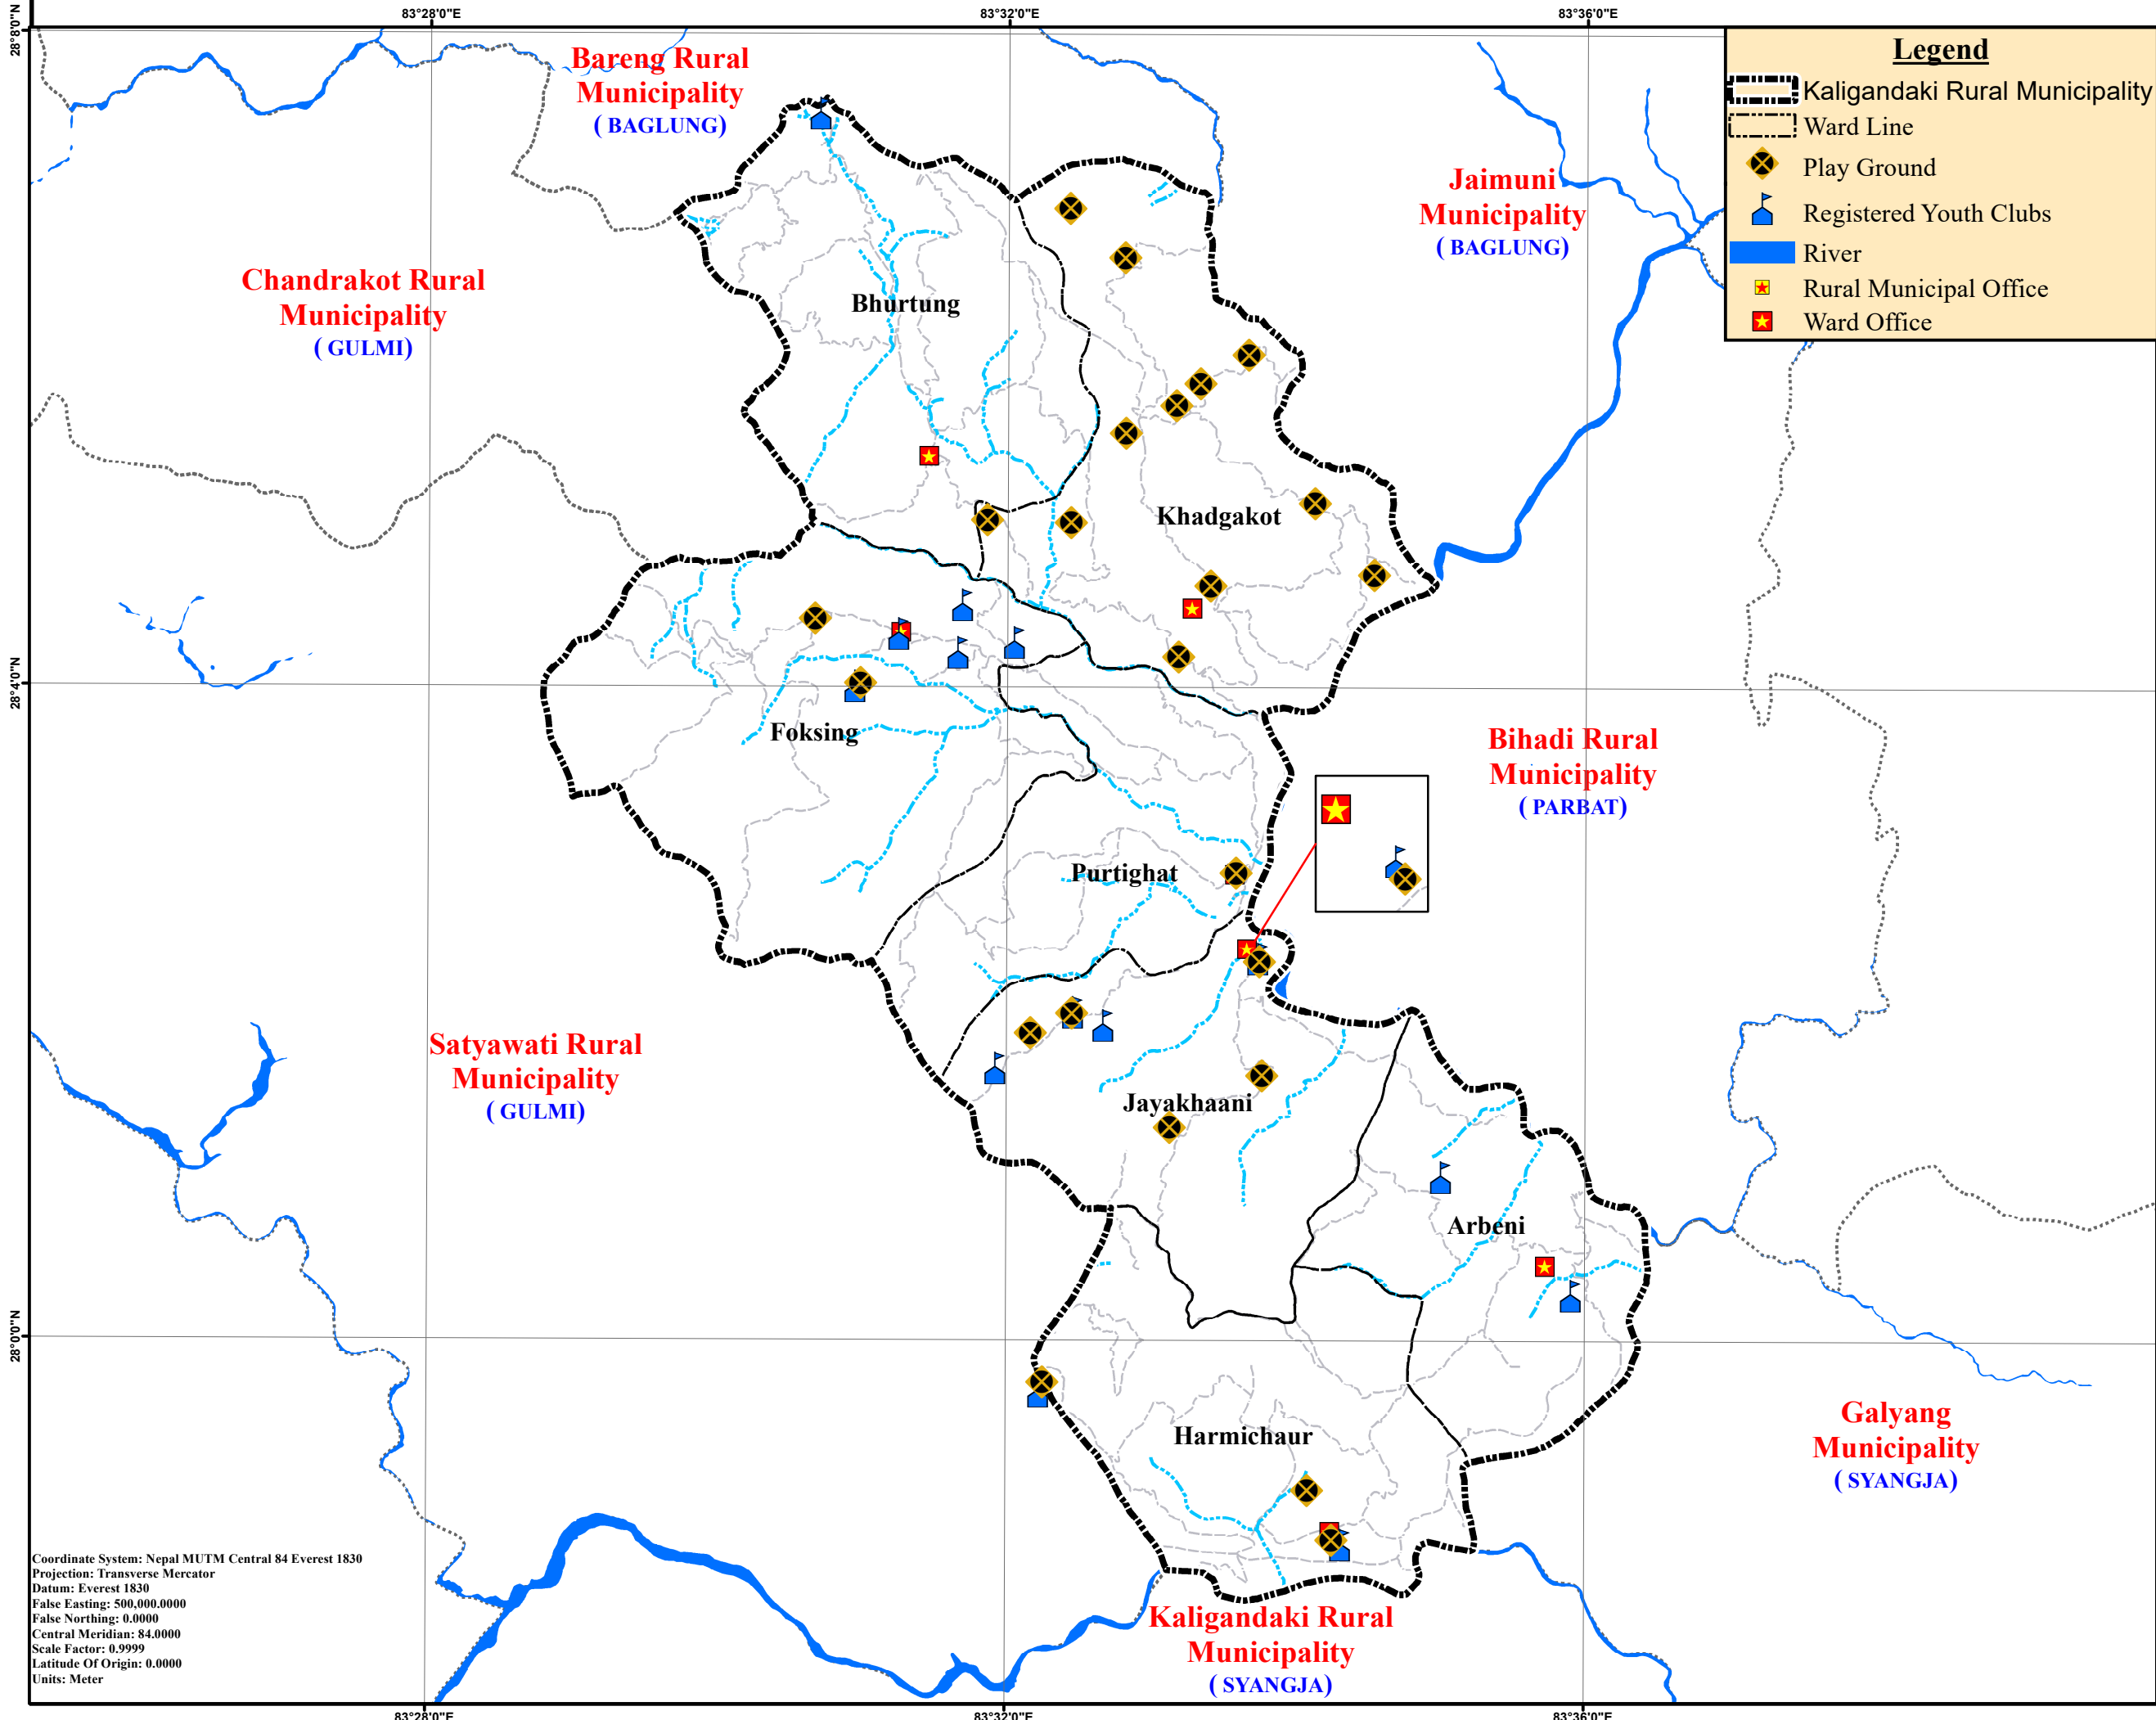 83°28'0"E
83°32'0"E
83°36'0"E
28°8'0"N
Bareng Rural
Municipality
( BAGLUNG)
Legend
Kaligandaki Rural Municipality
Ward Line
Play Ground
Registered Youth Clubs
River
Rural Municipal Office
Ward Office
Jaimuni
Municipality
( BAGLUNG)
Chandrakot Rural
Municipality
( GULMI)
Bhurtung
Khadgakot
28°4'0"N
Foksing
Bihadi Rural
Municipality
( PARBAT)
Purtighat
Satyawati Rural
Municipality
( GULMI)
Jayakhaani
Arbeni
28°0'0"N
Harmichaur
Galyang
Municipality
( SYANGJA)
Coordinate System: Nepal MUTM Central 84 Everest 1830
Projection: Transverse Mercator
Datum: Everest 1830
False Easting: 500,000.0000
False Northing: 0.0000
Central Meridian: 84.0000
Scale Factor: 0.9999
Latitude Of Origin: 0.0000
Units: Meter
Kaligandaki Rural
Municipality
( SYANGJA)
83°28'0"E
83°32'0"E
83°36'0"E